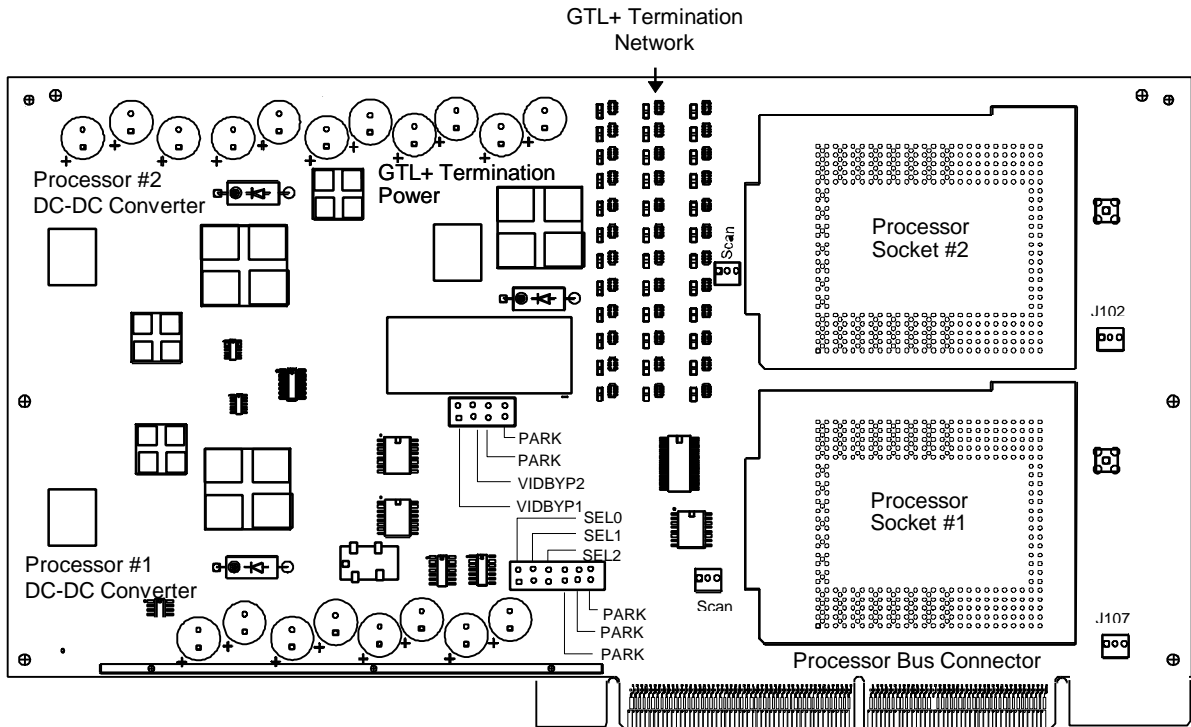 GTL+ Termination
Network
Processor #2
DC-DC Converter
GTL+ Termination
Power
Scan
Processor
Socket #2
J102
PARK
PARK
VIDBYP2
VIDBYP1
SEL0
SEL1
SEL2
Processor
Socket #1
Processor #1
DC-DC Converter
Scan
PARK
PARK
PARK
J107
Processor Bus Connector